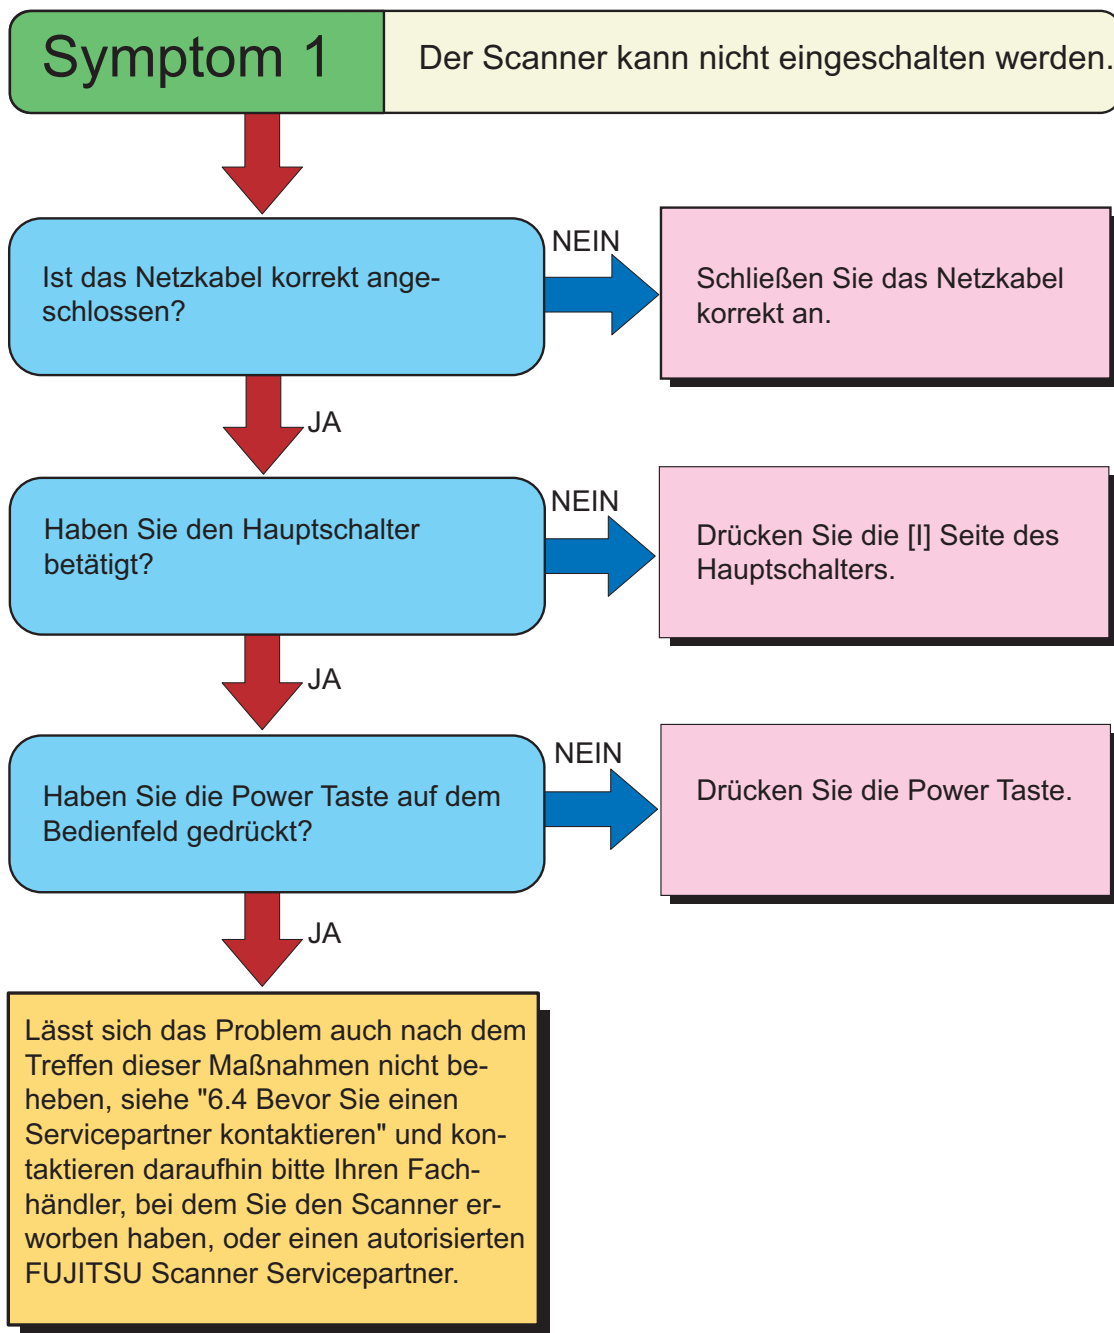 Symptom 1
Der Scanner kann nicht eingeschalten werden.
Ist das Netzkabel korrekt ange-
schlossen?
NEIN
Schließen Sie das Netzkabel
korrekt an.
JA
Haben Sie den Hauptschalter
betätigt?
NEIN
Drücken Sie die [I] Seite des
Hauptschalters.
JA
Haben Sie die Power Taste auf dem
Bedienfeld gedrückt?
NEIN
Drücken Sie die Power Taste.
JA
Lässt sich das Problem auch nach dem
Treffen dieser Maßnahmen nicht be-
heben, siehe "6.4 Bevor Sie einen
Servicepartner kontaktieren" und kon-
taktieren daraufhin bitte Ihren Fach-
händler, bei dem Sie den Scanner er-
worben haben, oder einen autorisierten
FUJITSU Scanner Servicepartner.